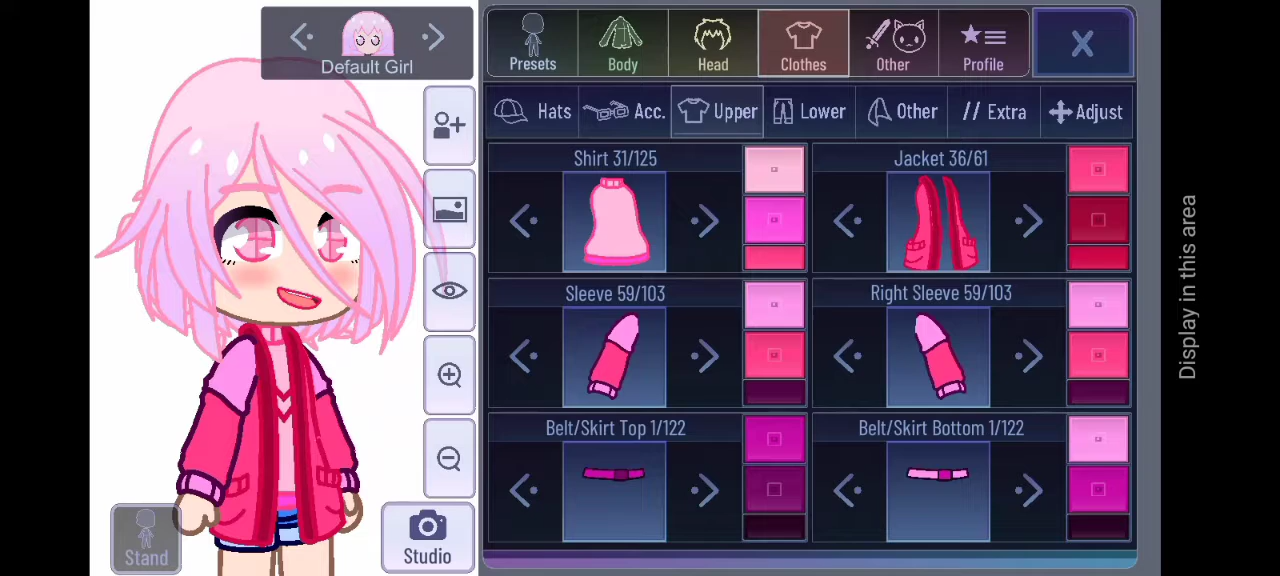 Default Girl
Presets
Body
Head
Clothes
Other
Profile
X
Hats
Acc.
Upper
Lower
Other
Extra
Adjust
Shirt 31/125
Jacket 36/61
Sleeve 59/103
Right Sleeve 59/103
Belt/Skirt Top 1/122
Belt/Skirt Bottom 1/122
Stand
Studio
Display in this area